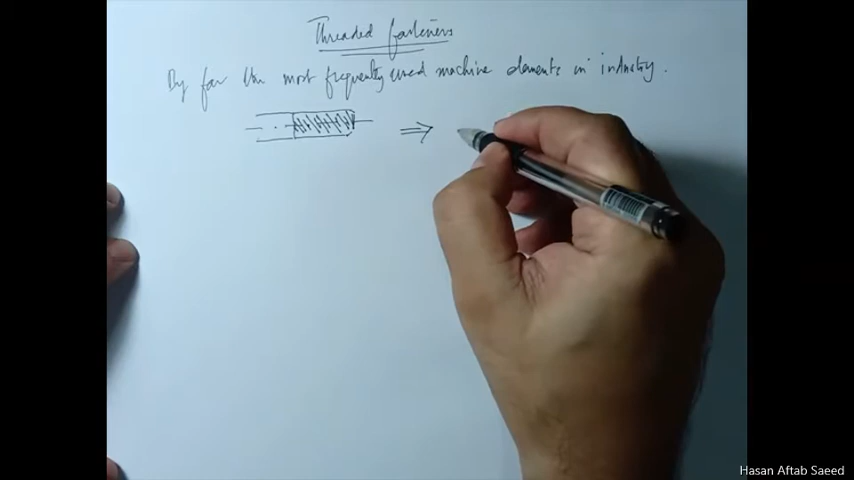 Threaded fasteners
By far the most frequently used machine elements in industry.
Hasan Aftab Saeed